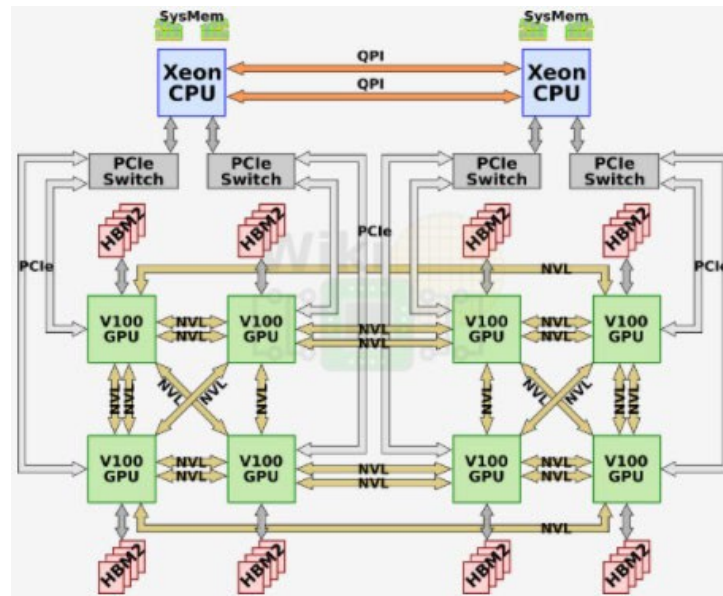 SysMem
SysMem
Xeon
CPU
QPI
QPI
Xeon
CPU
PCIe
Switch
PCIe
Switch
PCIe
Switch
PCIe
Switch
HBM2
HBM2
HBM2
HBM2
PCIe
PCIe
PCIe
Wiki
NVL
V100
GPU
NVL
NVL
V100
GPU
NVL
NVL
V100
GPU
NVL
NVL
V100
GPU
NVL
NVL
NVL
NVL
NVL
NVL
NVL
NVL
NVL
NVL
V100
GPU
NVL
NVL
V100
GPU
NVL
NVL
V100
GPU
NVL
NVL
V100
GPU
NVL
HBM2
HBM2
HBM2
HBM2